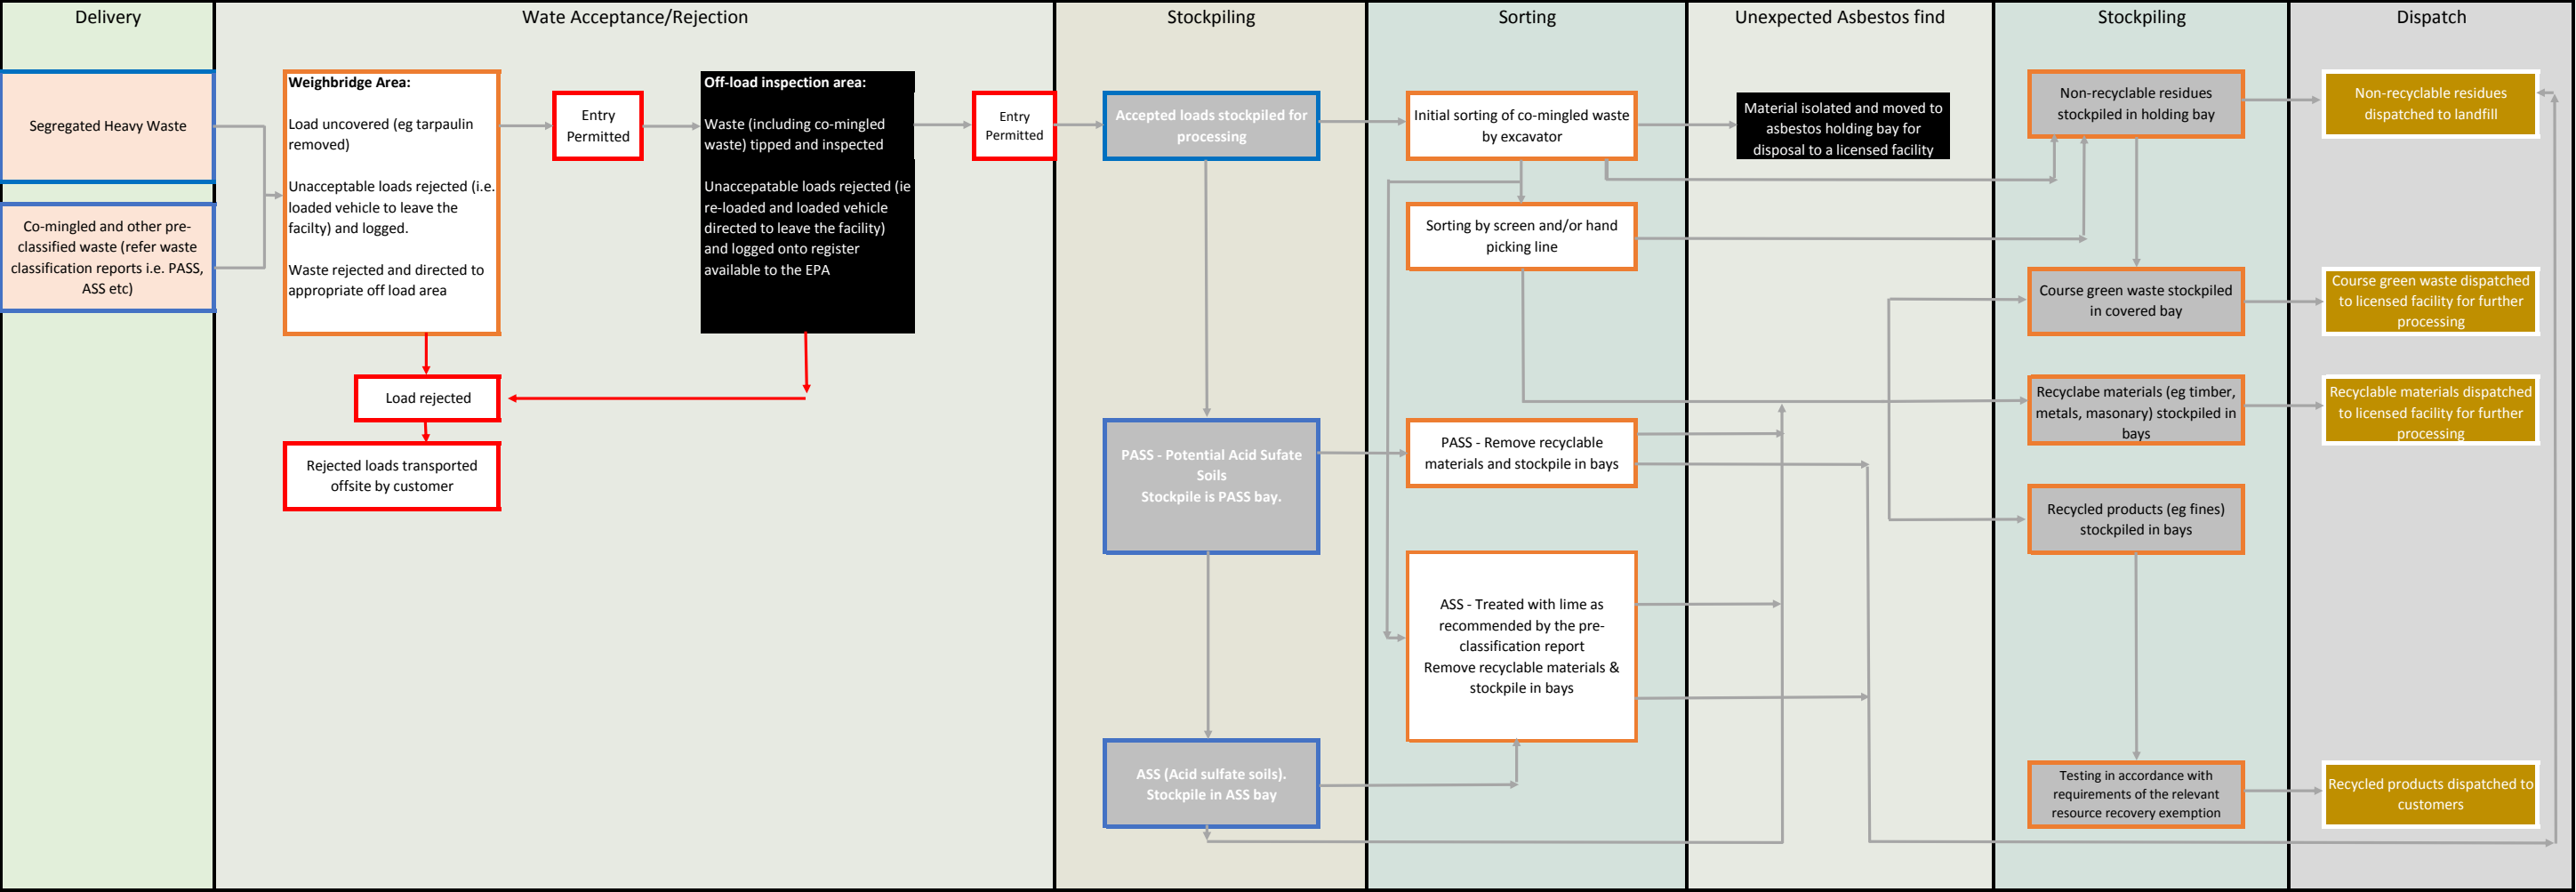 Delivery
Wate Acceptance/Rejection
Stockpiling
Sorting
Unexpected Asbestos find
Stockpiling
Dispatch
Segregated Heavy Waste
Co-mingled and other pre-
classified waste (refer waste
classification reports i.e. PASS,
ASS etc)
Weighbridge Area:
Load uncovered (eg tarpaulin
removed)
Unacceptable loads rejected (i.e.
loaded vehicle to leave the
facilty) and logged.
Waste rejected and directed to
appropriate off load area
Load rejected
Rejected loads transported
offsite by customer
Entry
Permitted
Off-load inspection area:
Waste (including co-mingled
waste) tipped and inspected
Unaccepatable loads rejected (ie
re-loaded and loaded vehicle
directed to leave the facility)
and logged onto register
available to the EPA
Entry
Permitted
Accepted loads stockpiled for
processing
PASS - Potential Acid Sufate
Soils
Stockpile is PASS bay.
ASS (Acid sulfate soils).
Stockpile in ASS bay
Initial sorting of co-mingled waste
by excavator
Sorting by screen and/or hand
picking line
PASS - Remove recyclable
materials and stockpile in bays
ASS - Treated with lime as
recommended by the pre-
classification report
Remove recyclable materials &
stockpile in bays
Material isolated and moved to
asbestos holding bay for
disposal to a licensed facility
Non-recyclable residues
stockpiled in holding bay
Course green waste stockpiled
in covered bay
Recyclabe materials (eg timber,
metals, masonary) stockpiled in
bays
Recycled products (eg fines)
stockpiled in bays
Testing in accordance with
requirements of the relevant
resource recovery exemption
Non-recyclable residues
dispatched to landfill
Course green waste dispatched
to licensed facility for further
processing
Recyclable materials dispatched
to licensed facility for further
processing
Recycled products dispatched to
customers